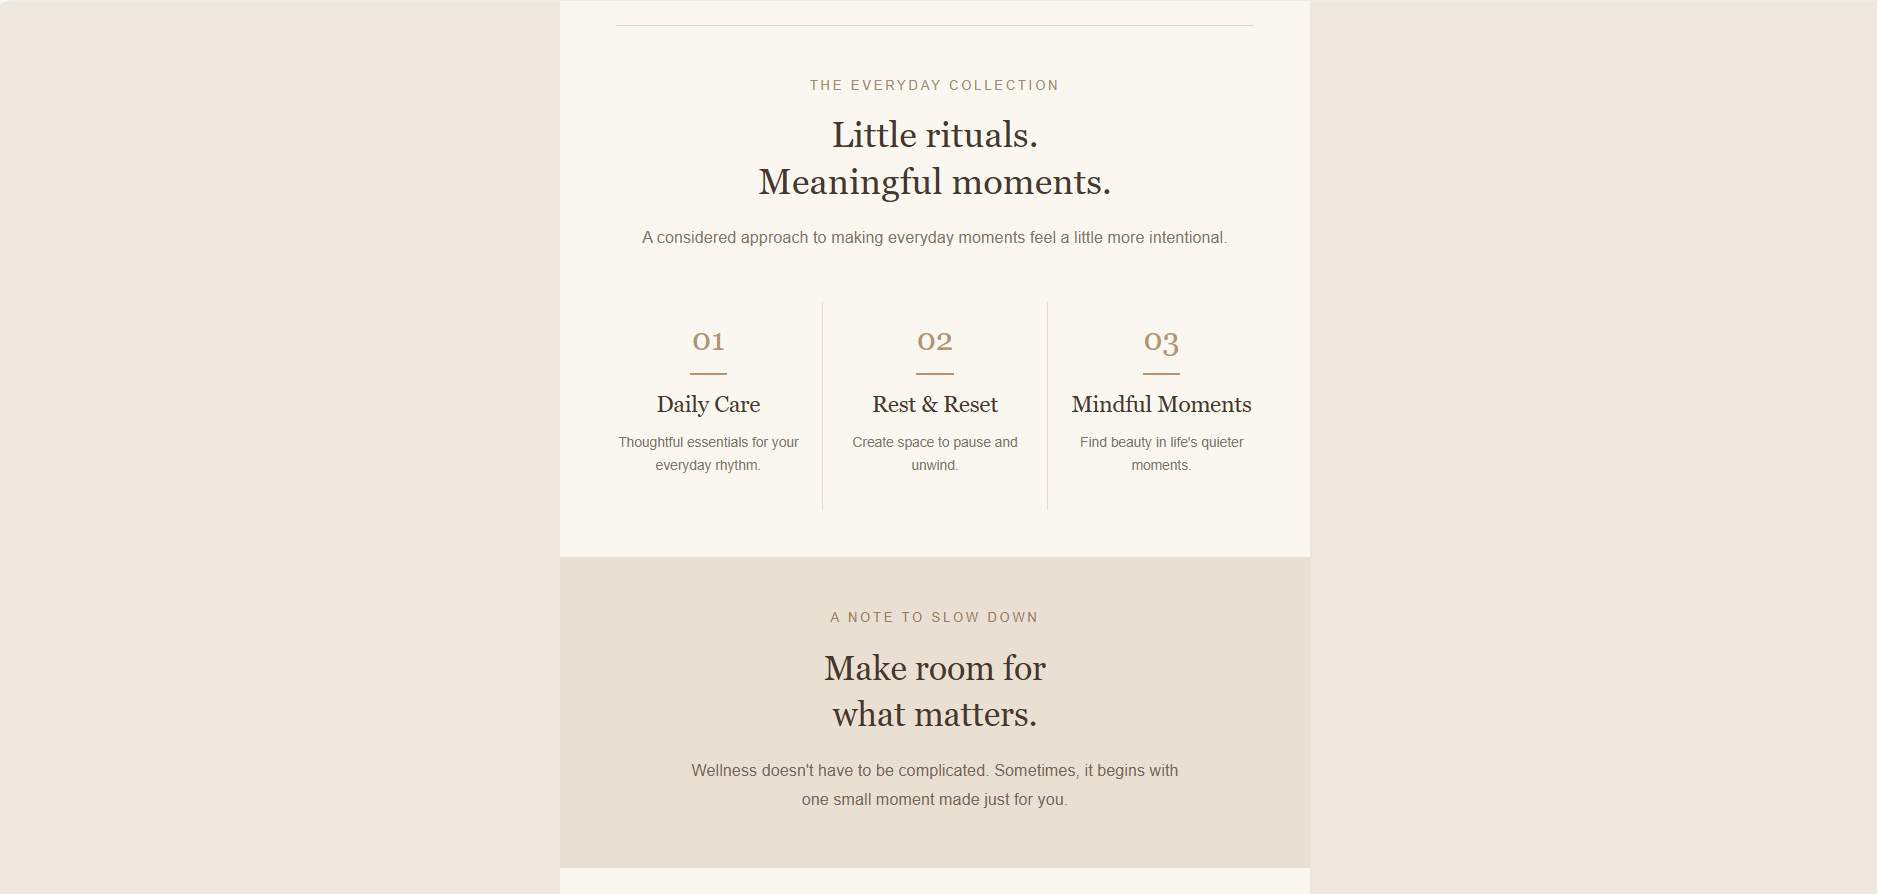 THE EVERYDAY COLLECTION
Little rituals.
Meaningful moments.
A considered approach to making everyday moments feel a little more intentional.
01
Daily Care
Thoughtful essentials for your
everyday rhythm.
02
Rest & Reset
Create space to pause and
unwind.
03
Mindful Moments
Find beauty in life's quieter
moments.
A NOTE TO SLOW DOWN
Make room for
what matters.
Wellness doesn't have to be complicated. Sometimes, it begins with
one small moment made just for you.